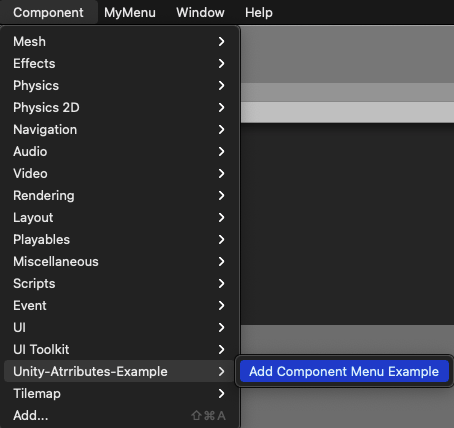 Component MyMenu Window Help
Mesh
Effects
Physics
Physics 2D
Navigation
Audio
Video
Rendering
Layout
Playables
Miscellaneous
Scripts
Event
UI
UI Toolkit
Unity-Atrributes-Example
Add Component Menu Example
Tilemap
Add... ⇧⌘A